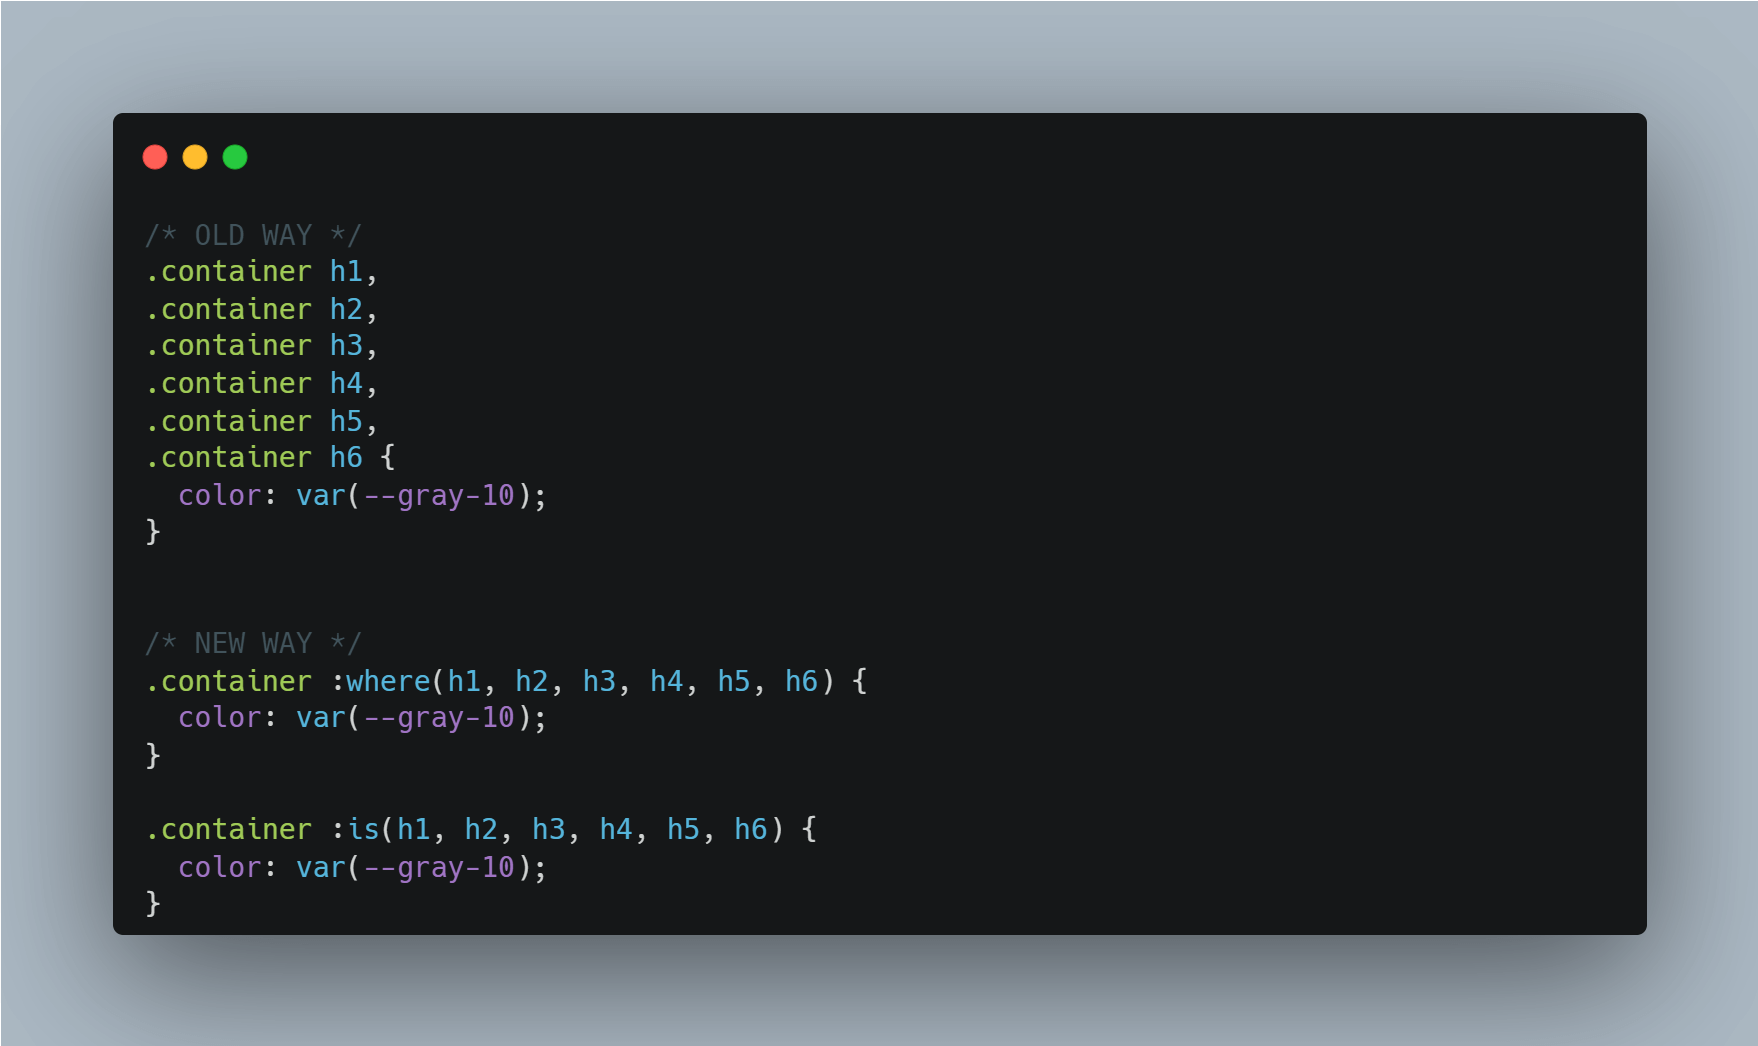 /* OLD WAY */
.container h1,
.container h2,
.container h3,
.container h4,
.container h5,
.container h6 {
  color: var(--gray-10);
}
/* NEW WAY */
.container :where(h1, h2, h3, h4, h5, h6) {
  color: var(--gray-10);
}
.container :is(h1, h2, h3, h4, h5, h6) {
  color: var(--gray-10);
}